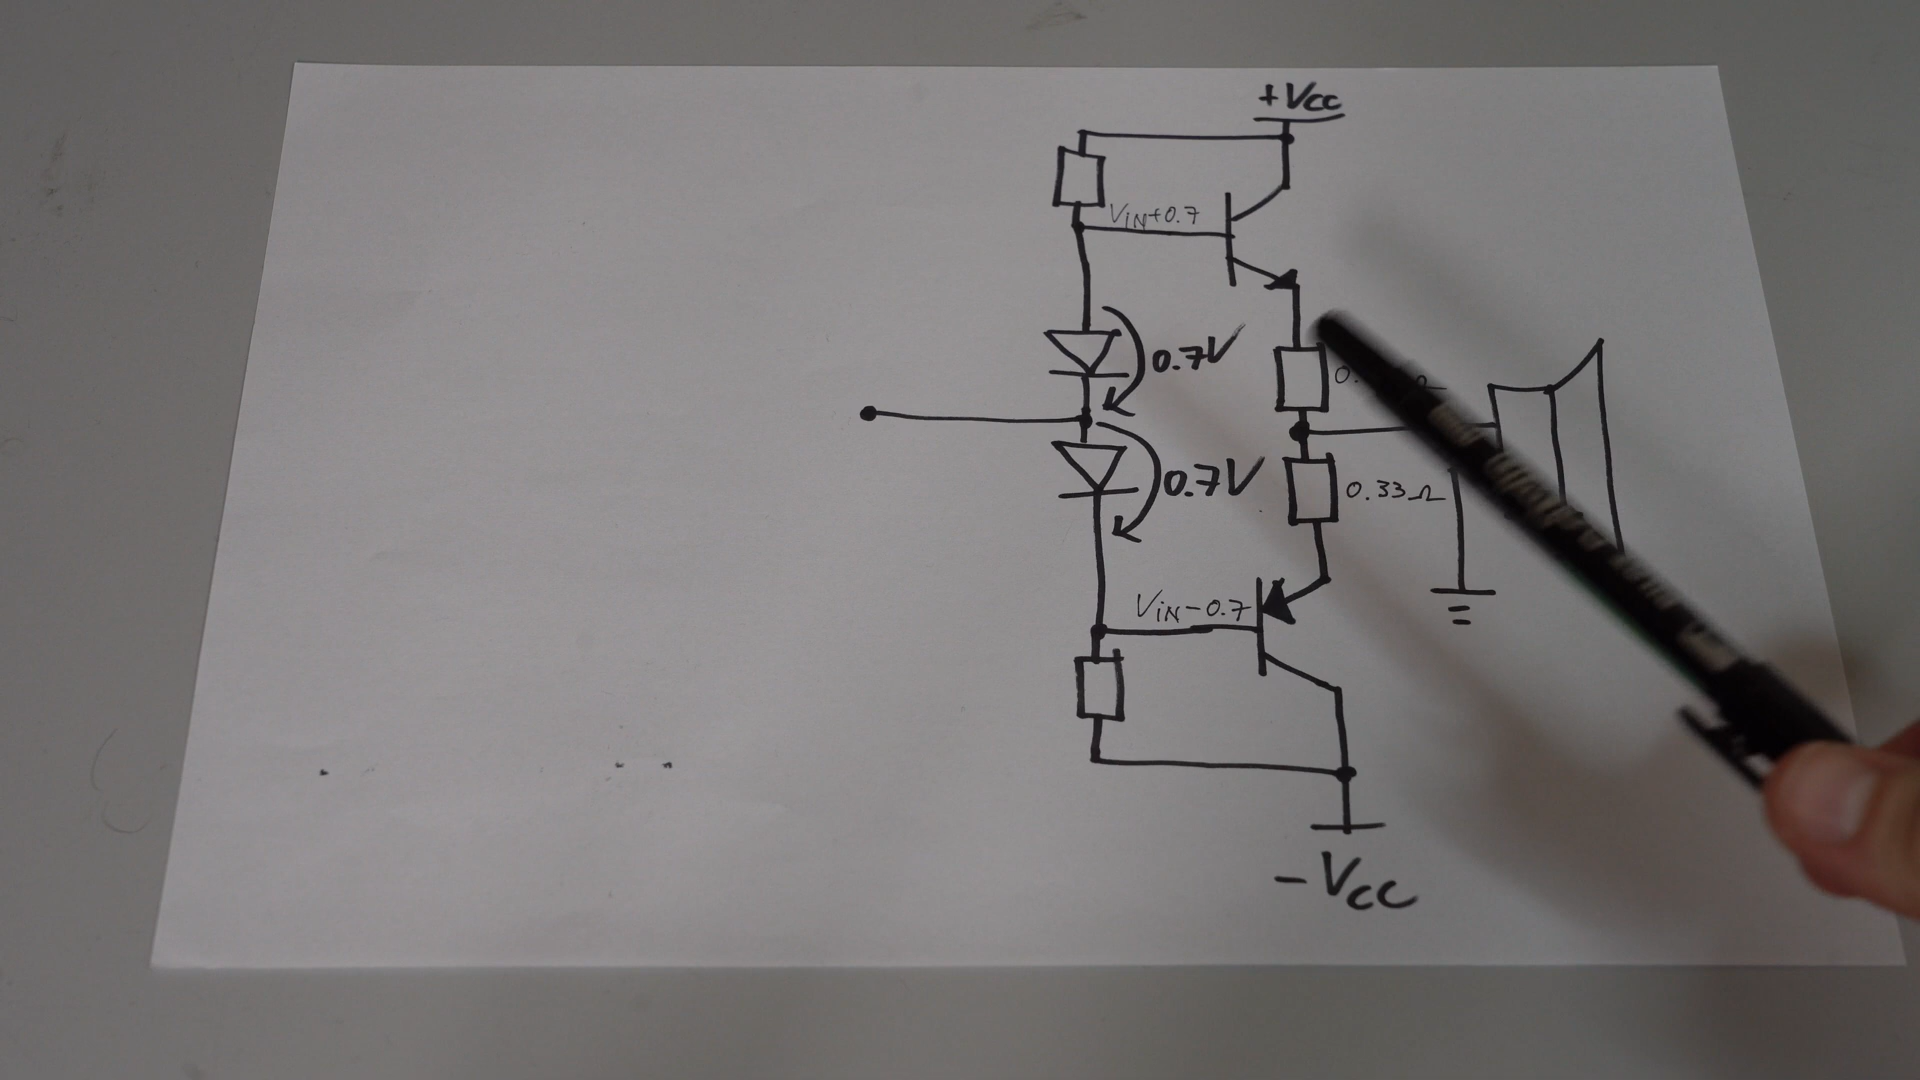 +Vcc
VIN+0.7
0.7V
0.7V
0.33Ω
VIN-0.7
-Vcc